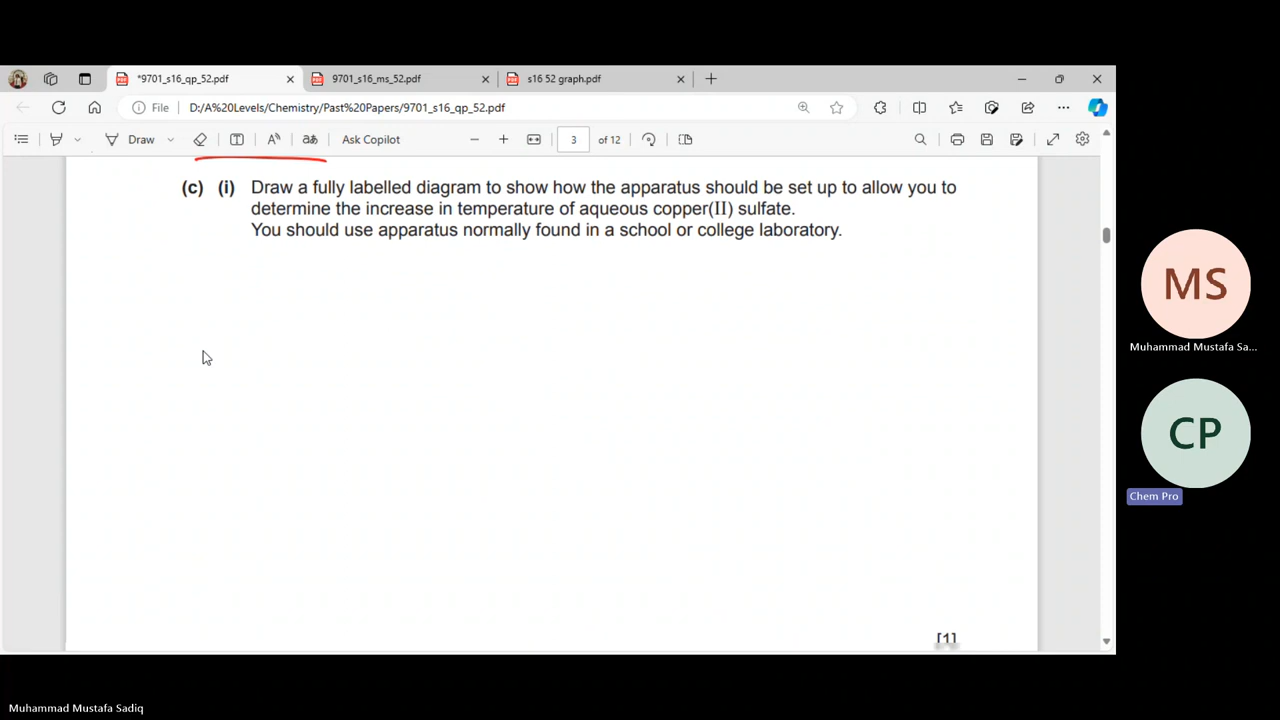 *9701_s16_qp_52.pdf
9701_s16_ms_52.pdf
s16 52 graph.pdf
File
D:/A%20Levels/Chemistry/Past%20Papers/9701_s16_qp_52.pdf
Draw
Ask Copilot
3
of 12
(c) (i) Draw a fully labelled diagram to show how the apparatus should be set up to allow you to
determine the increase in temperature of aqueous copper(II) sulfate.
You should use apparatus normally found in a school or college laboratory.
[1]
MS
Muhammad Mustafa Sa...
CP
Chem Pro
Muhammad Mustafa Sadiq